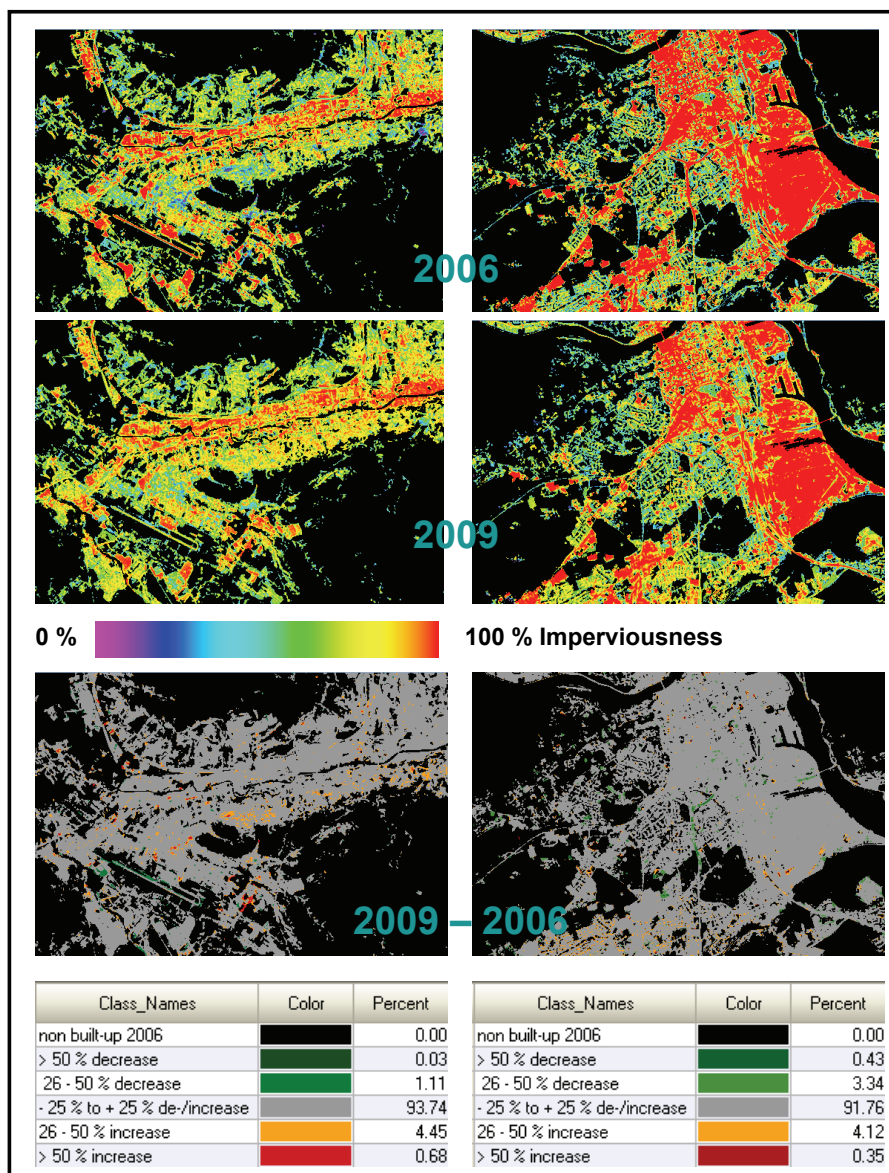 2006
2009
0 %
100 % Imperviousness
2009 – 2006
Class_Names Color Percent
non built-up 2006 0.00
> 50 % decrease 0.03
26 - 50 % decrease 1.11
- 25 % to + 25 % de-/increase 93.74
26 - 50 % increase 4.45
> 50 % increase 0.68
Class_Names Color Percent
non built-up 2006 0.00
> 50 % decrease 0.43
26 - 50 % decrease 3.34
- 25 % to + 25 % de-/increase 91.76
26 - 50 % increase 4.12
> 50 % increase 0.35